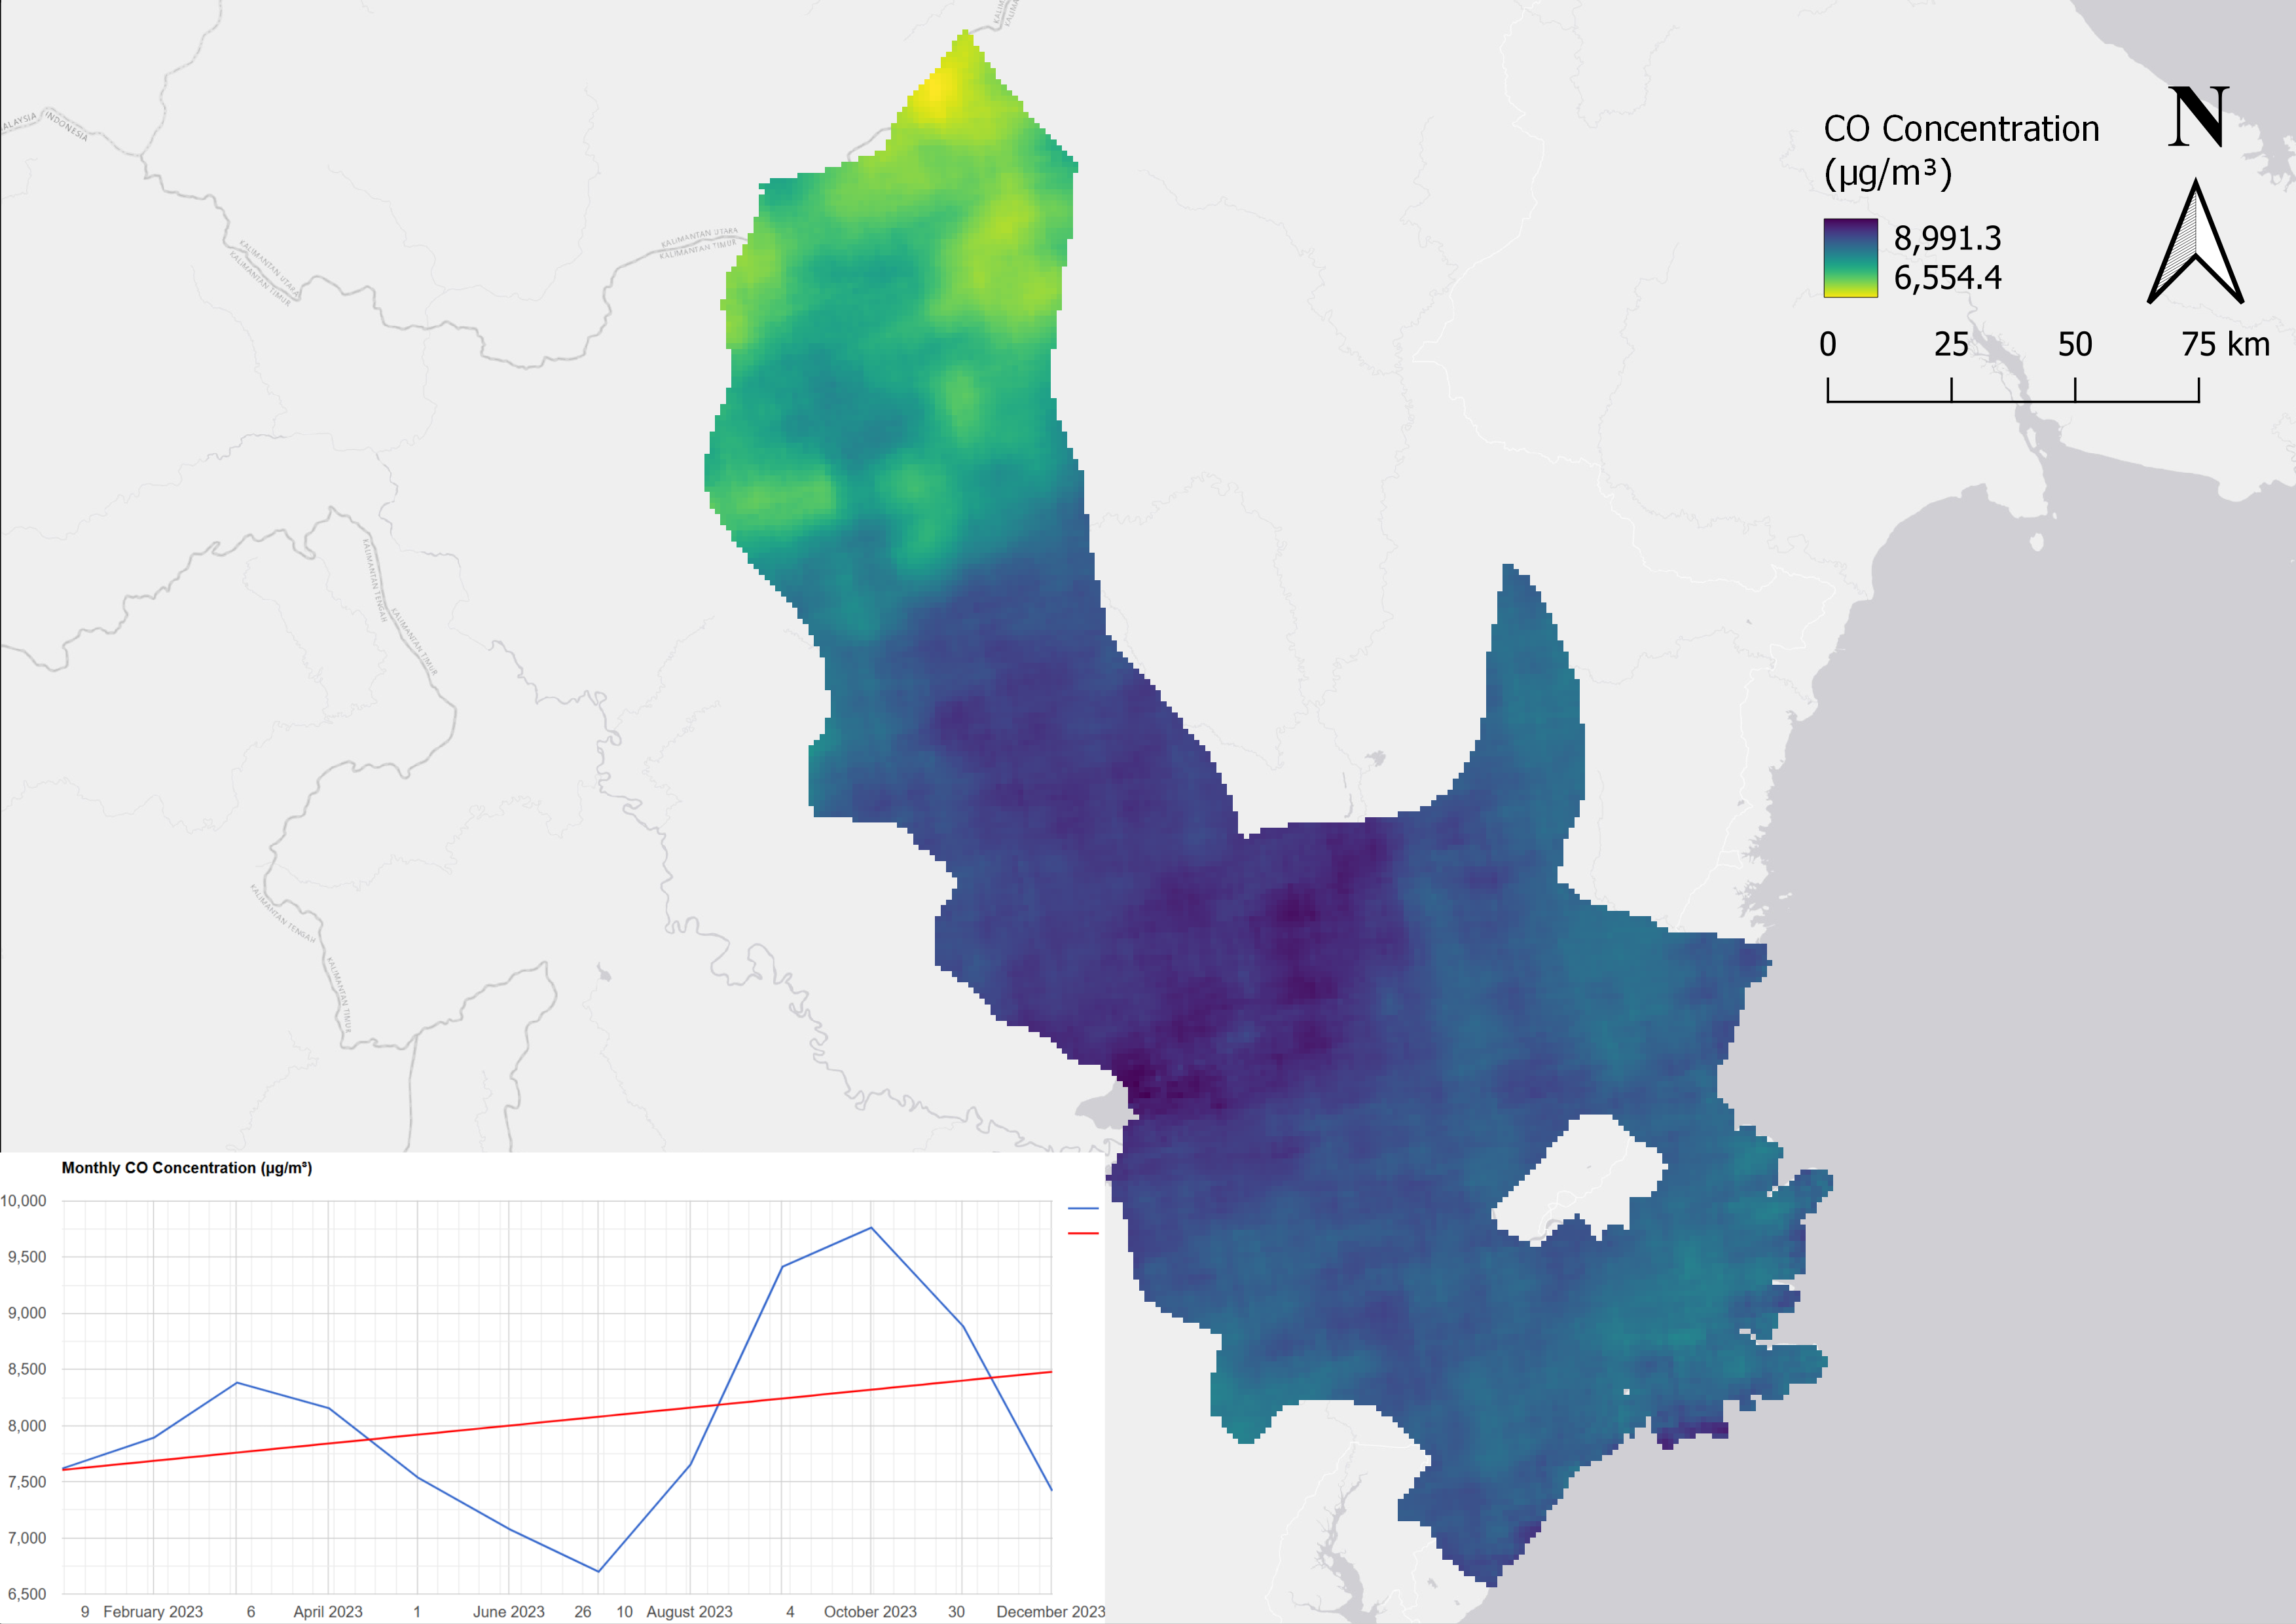 KALIMANTAN UTARA
KALIMANTAN TIMUR
INDONESIA
KALIMANTAN UTARA
KALIMANTAN TIMUR
KALIMANTAN TENGAH
KALIMANTAN TIMUR
KALIMANTAN TENGAH
KALIMANTAN TIMUR
CO Concentration
(µg/m³)
N
8,991.3
6,554.4
0 25 50 75 km
Monthly CO Concentration (µg/m³)
10,000
9,500
9,000
8,500
8,000
7,500
7,000
6,500
9 February 2023 6 April 2023 1 June 2023 26 10 August 2023 4 October 2023 30 December 2023